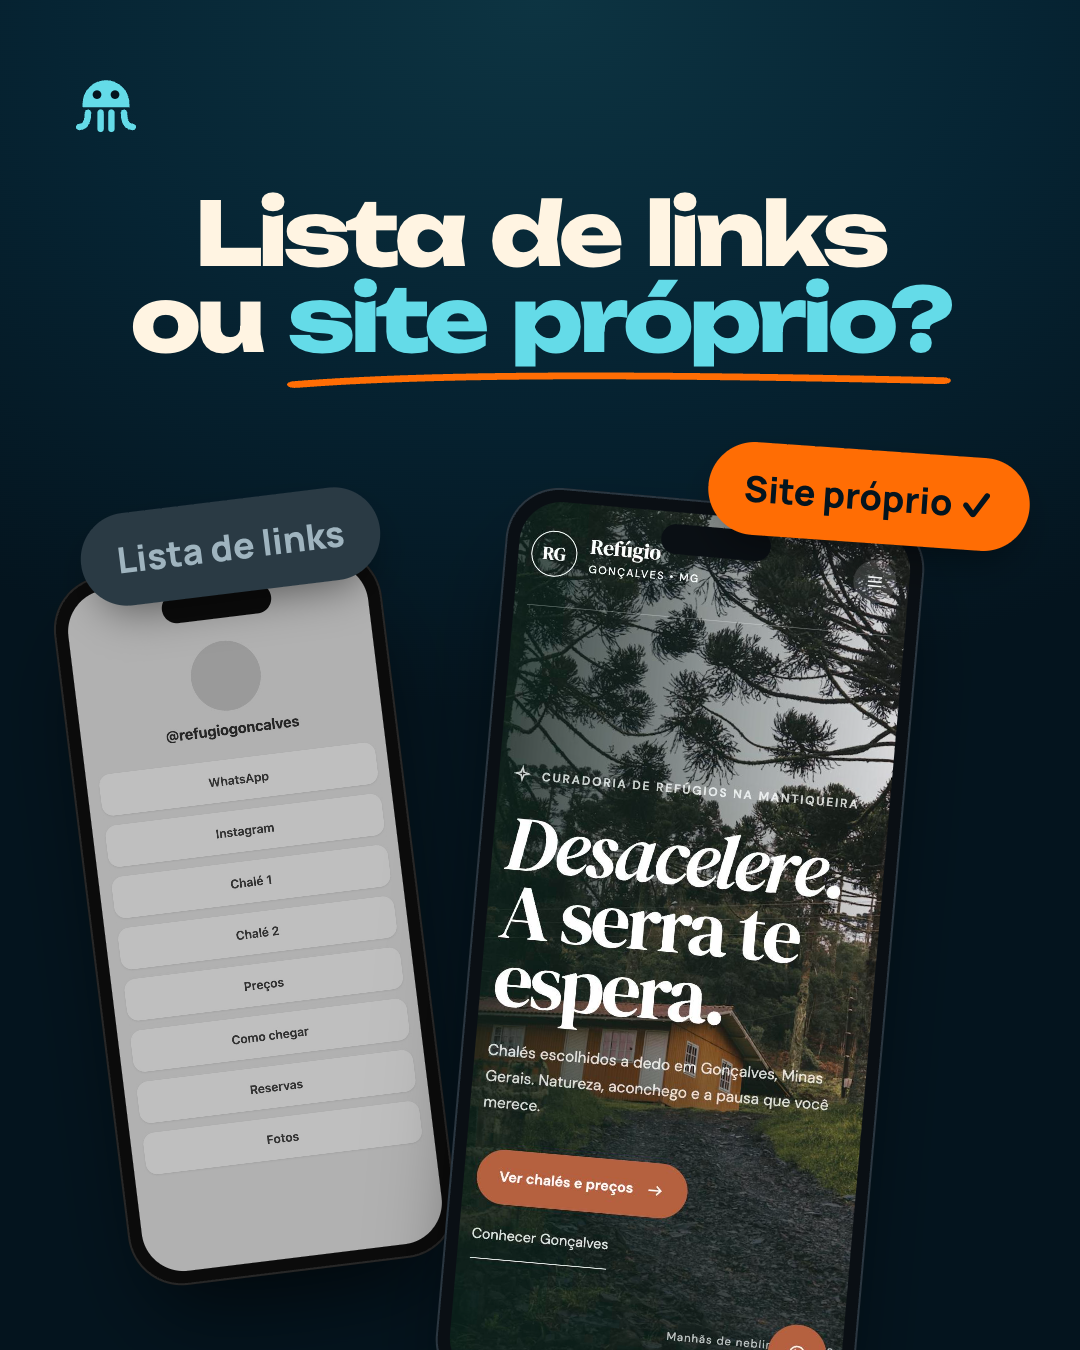 Lista de links
ou site próprio?
Site próprio
Lista de links
@refugiogoncalves
WhatsApp
Instagram
Chalé 1
Chalé 2
Preços
Como chegar
Reservas
Fotos
RG
Refúgio
GONÇALVES • MG
CURADORIA DE REFÚGIOS NA MANTIQUEIRA
Desacelere.
A serra te
espera.
Chalés escolhidos a dedo em Gonçalves, Minas
Gerais. Natureza, aconchego e a pausa que você
merece.
Ver chalés e preços →
Conhecer Gonçalves
Manhãs de